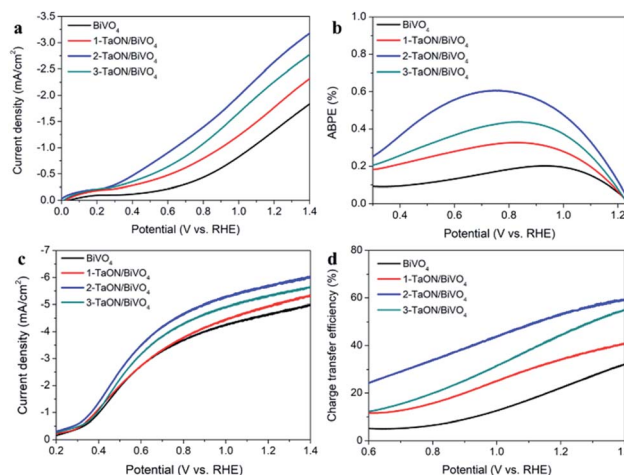 a
BiVO₄
1-TaON/BiVO₄
2-TaON/BiVO₄
3-TaON/BiVO₄
Current density (mA/cm²)
-3.5
-3.0
-2.5
-2.0
-1.5
-1.0
-0.5
0.0
0.0 0.2 0.4 0.6 0.8 1.0 1.2 1.4
Potential (V vs. RHE)
b
BiVO₄
1-TaON/BiVO₄
2-TaON/BiVO₄
3-TaON/BiVO₄
ABPE (%)
1.0
0.8
0.6
0.4
0.2
0.0
0.4 0.6 0.8 1.0 1.2
Potential (V vs. RHE)
c
BiVO₄
1-TaON/BiVO₄
2-TaON/BiVO₄
3-TaON/BiVO₄
Current density (mA/cm²)
-7
-6
-5
-4
-3
-2
-1
0
0.2 0.4 0.6 0.8 1.0 1.2 1.4
Potential (V vs. RHE)
d
BiVO₄
1-TaON/BiVO₄
2-TaON/BiVO₄
3-TaON/BiVO₄
Charge transfer efficiency (%)
80
60
40
20
0
0.6 0.8 1.0 1.2 1.4
Potential (V vs. RHE)